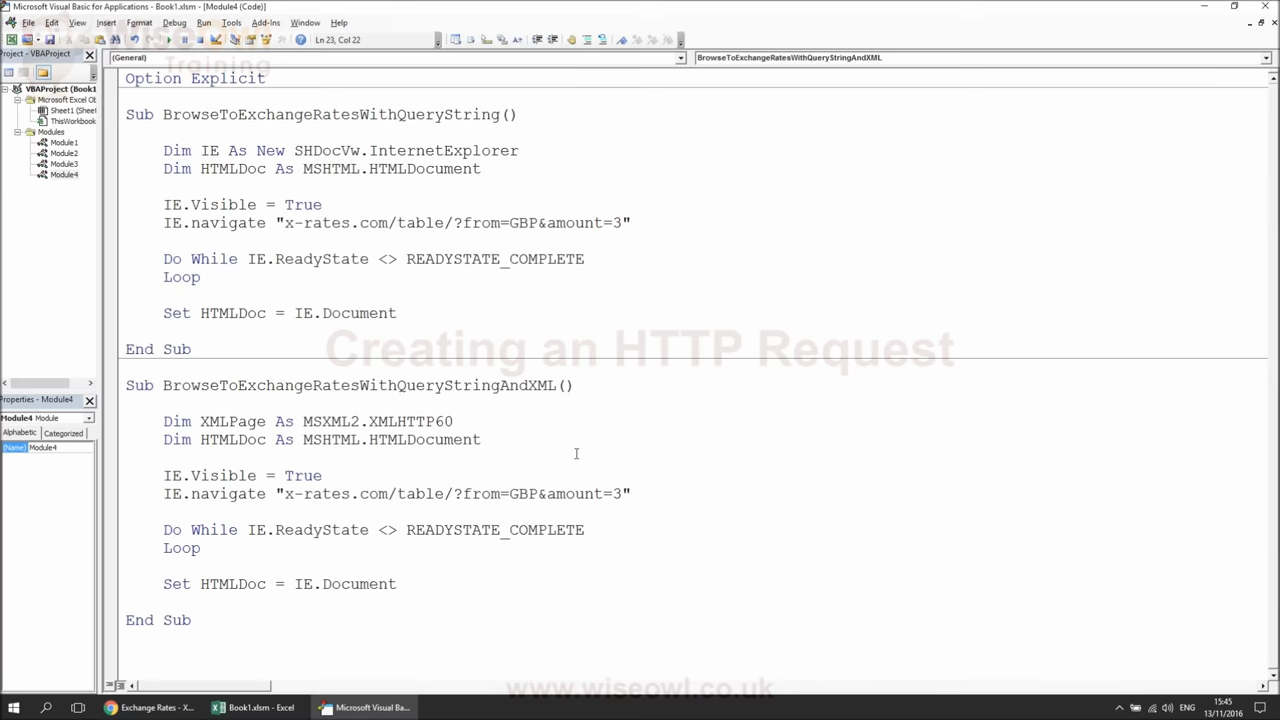 Microsoft Visual Basic for Applications - Book1.xlsm - [Module4 (Code)]
File Edit View Insert Format Debug Run Tools Add-Ins Window Help
Ln 23, Col 22
Training
Project - VBAProject
(General)
BrowseToExchangeRatesWithQueryStringAndXML
VBAProject (Book1
Microsoft Excel Ob
Sheet1 (Sheet
ThisWorkbook
Modules
Module1
Module2
Module3
Module4
Properties - Module4
Module4 Module
Alphabetic Categorized
(Name) Module4
Option Explicit
Sub BrowseToExchangeRatesWithQueryString()
Dim IE As New SHDocVw.InternetExplorer
Dim HTMLDoc As MSHTML.HTMLDocument
IE.Visible = True
IE.navigate "x-rates.com/table/?from=GBP&amount=3"
Do While IE.ReadyState <> READYSTATE_COMPLETE
Loop
Set HTMLDoc = IE.Document
End Sub
Creating an HTTP Request
Sub BrowseToExchangeRatesWithQueryStringAndXML()
Dim XMLPage As MSXML2.XMLHTTP60
Dim HTMLDoc As MSHTML.HTMLDocument
IE.Visible = True
IE.navigate "x-rates.com/table/?from=GBP&amount=3"
Do While IE.ReadyState <> READYSTATE_COMPLETE
Loop
Set HTMLDoc = IE.Document
End Sub
www.wiseowl.co.uk
Exchange Rates - X...
Book1.xlsm - Excel
Microsoft Visual Ba...
ENG
15:45
13/11/2016